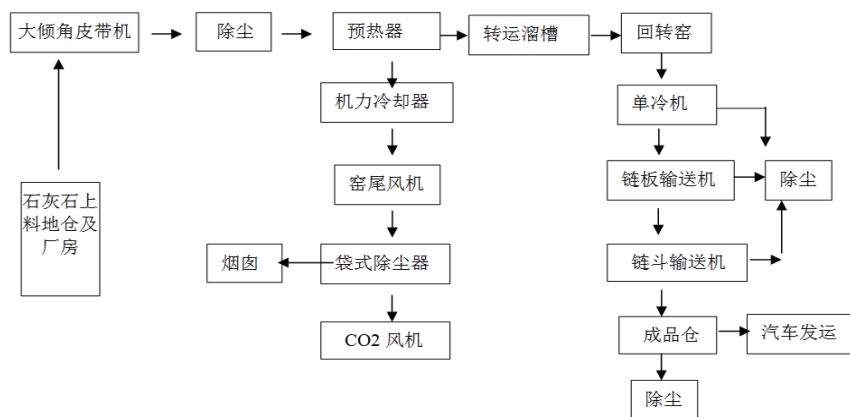 大倾角皮带机
除尘
预热器
转运溜槽
回转窑
机力冷却器
单冷机
窑尾风机
链板输送机
除尘
石灰石上
料地仓及
厂房
烟囱
袋式除尘器
链斗输送机
CO2 风机
成品仓
汽车发运
除尘